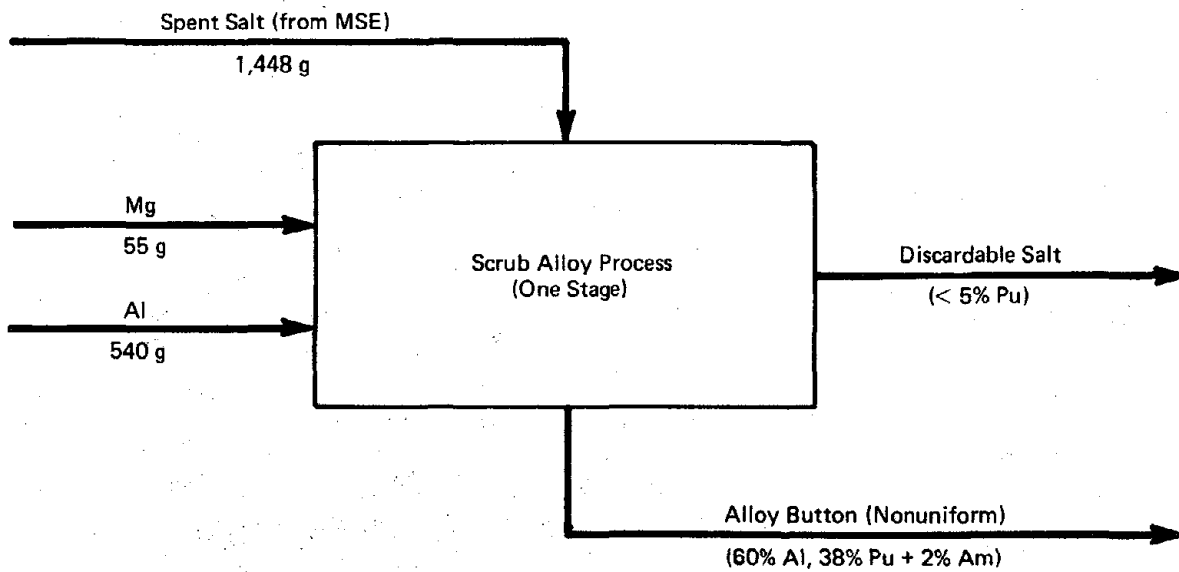 Spent Salt (from MSE)
1,448 g
Mg
55 g
Scrub Alloy Process
(One Stage)
Discardable Salt
(< 5% Pu)
Al
540 g
Alloy Button (Nonuniform)
(60% Al, 38% Pu + 2% Am)